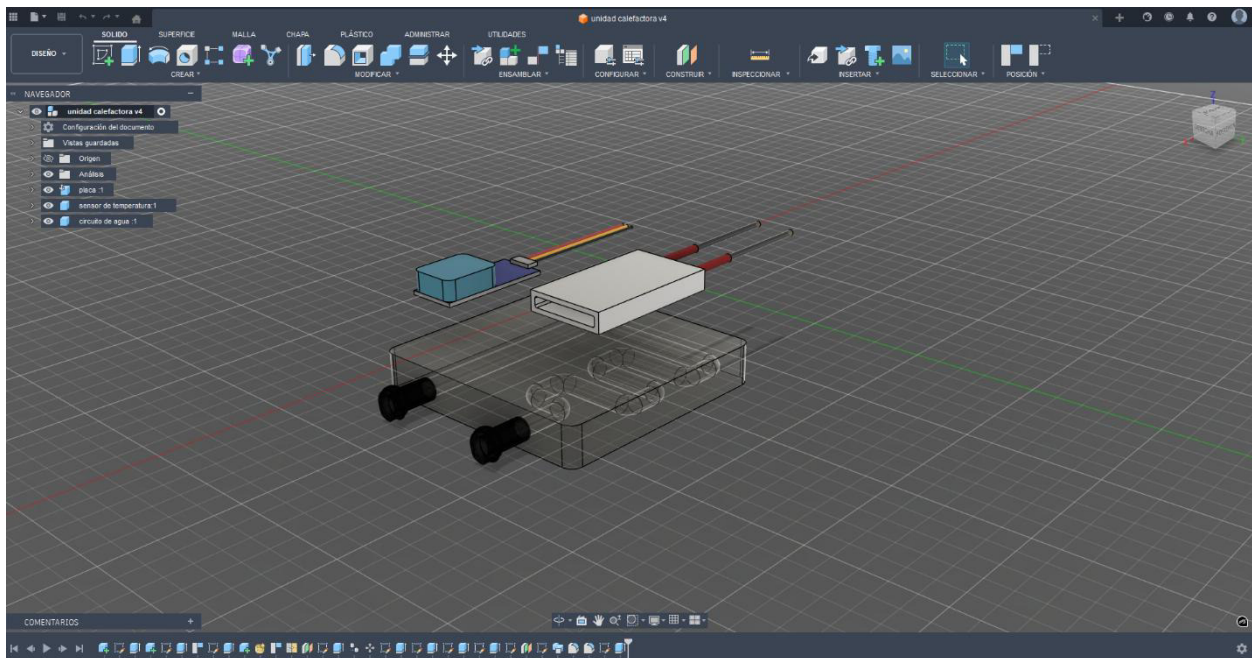 unidad calefactora v4
SOLIDO SUPERFICE MALLA CHAPA PLÁSTICO ADMINISTRAR UTILIDADES
DISEÑO
CREAR MODIFICAR ENSAMBLAR CONFIGURAR CONSTRUIR INSPECCIONAR INSERTAR SELECCIONAR POSICIÓN
NAVEGADOR
unidad calefactora v4
Configuración del documento
Vistas guardadas
Origen
Análisis
placa :1
sensor de temperatura:1
circuito de agua :1
Z
COMENTARIOS